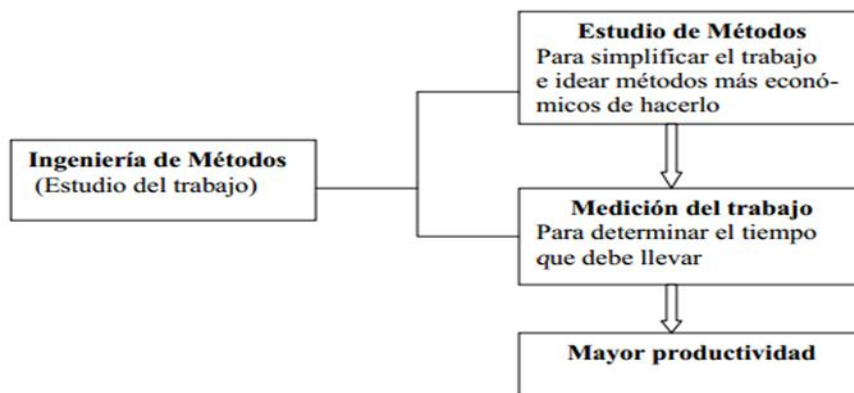 Estudio de Métodos
Para simplificar el trabajo
e idear métodos más econó-
micos de hacerlo
Ingeniería de Métodos
(Estudio del trabajo)
Medición del trabajo
Para determinar el tiempo
que debe llevar
Mayor productividad